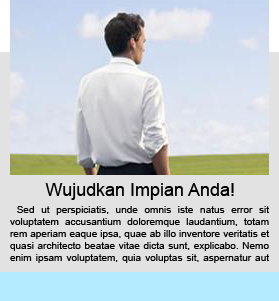 Wujudkan Impian Anda!
Sed ut perspiciatis, unde omnis iste natus error sit
voluptatem accusantium doloremque laudantium, totam
rem aperiam eaque ipsa, quae ab illo inventore veritatis et
quasi architecto beatae vitae dicta sunt, explicabo. Nemo
enim ipsam voluptatem, quia voluptas sit, aspernatur aut